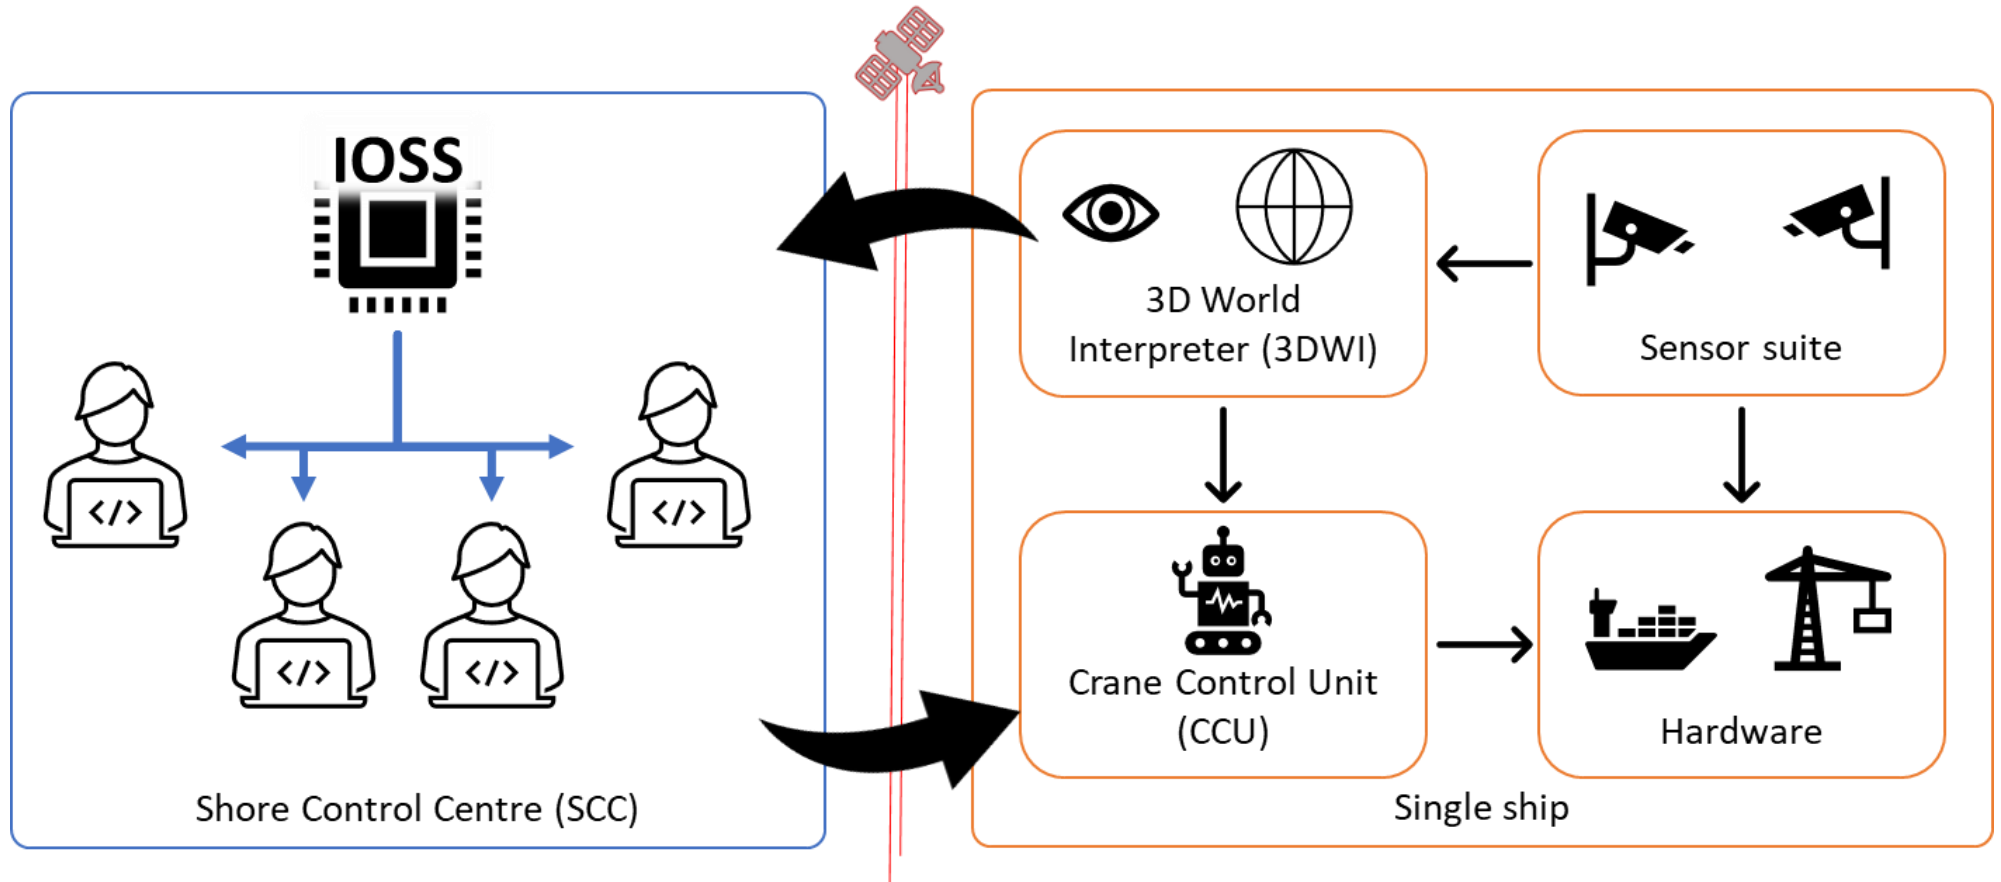 IOSS
</>
</>
</>
</>
Shore Control Centre (SCC)
3D World
Interpreter (3DWI)
Sensor suite
Crane Control Unit
(CCU)
Hardware
Single ship